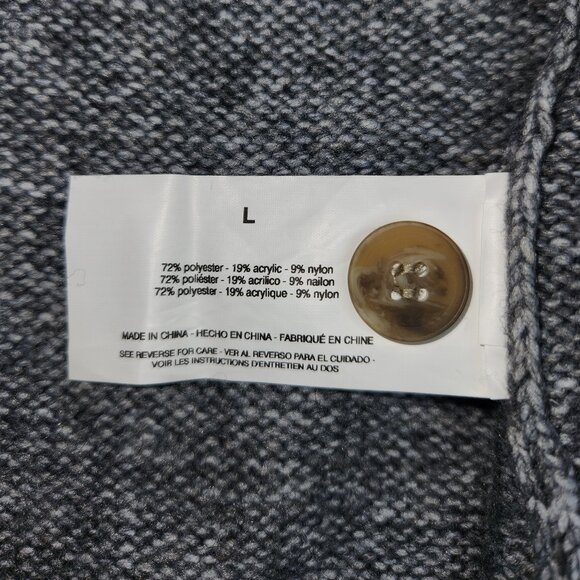 L
72% polyester - 19% acrylic - 9% nylon
72% poliéster - 19% acrilico - 9% nailon
72% polyester - 19% acrylique - 9% nylon
MADE IN CHINA - HECHO EN CHINA - FABRIQUÉ EN CHINE
SEE REVERSE FOR CARE - VER AL REVERSO PARA EL CUIDADO -
VOIR LES INSTRUCTIONS D'ENTRETIEN AU DOS